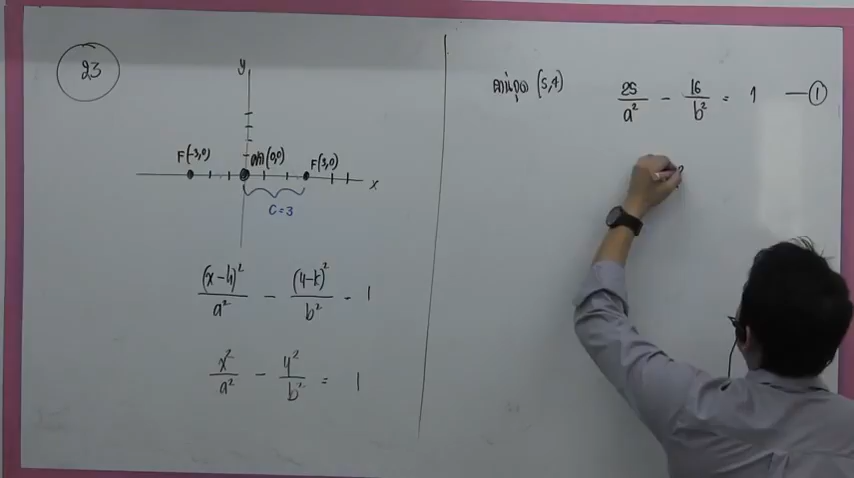 23
y
F(-3,0) (0,0) F(3,0)
x
C=3
(x-h)²/a² - (y-k)²/b² - 1
x²/a² - y²/b² = 1
ผ่านจุด (5,4) 25/a² - 16/b² = 1 —①